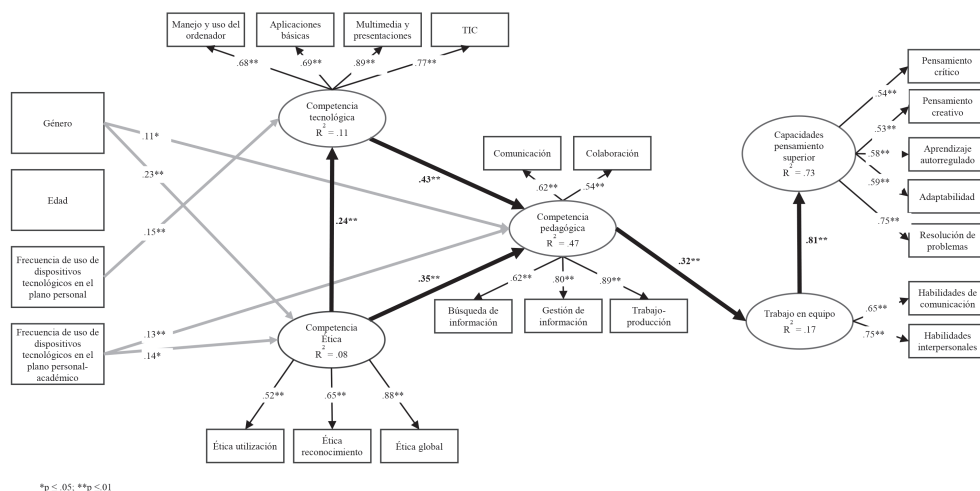 Manejo y uso del
ordenador
Aplicaciones
básicas
Multimedia y
presentaciones
TIC
.68**
.69**
.89**
.77**
Competencia
tecnológica
R² = .11
Género
Edad
Frecuencia de uso de
dispositivos
tecnológicos en el
plano personal
Frecuencia de uso de
dispositivos
tecnológicos en el
plano personal-
académico
.11*
.23**
.15**
.13**
.14*
.24**
.43**
.35**
Comunicación
Colaboración
.62**
.54**
Competencia
pedagógica
R² = .47
.62**
.80**
.89**
Búsqueda de
información
Gestión de
información
Trabajo-
producción
Competencia
Ética
R² = .08
.52**
.65**
.88**
Ética utilización
Ética
reconocimiento
Ética global
.32**
Capacidades
pensamiento
superior
R² = .73
.81**
Trabajo en equipo
R² = .17
.54**
.53**
.58**
.59**
.75**
Pensamiento
crítico
Pensamiento
creativo
Aprendizaje
autorregulado
Adaptabilidad
Resolución de
problemas
.65**
.75**
Habilidades de
comunicación
Habilidades
interpersonales
*p < .05; **p <.01